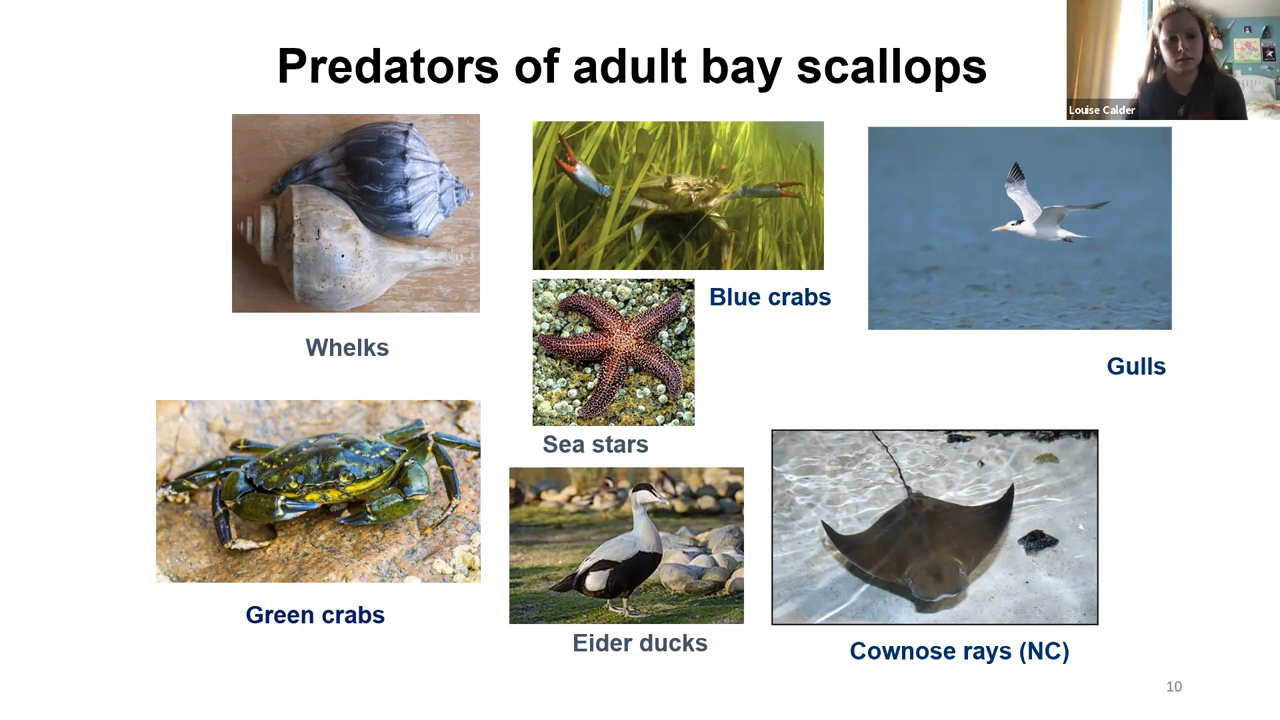 Predators of adult bay scallops
Louise Calder
Whelks
Blue crabs
Gulls
Sea stars
Green crabs
Eider ducks
Cownose rays (NC)
10